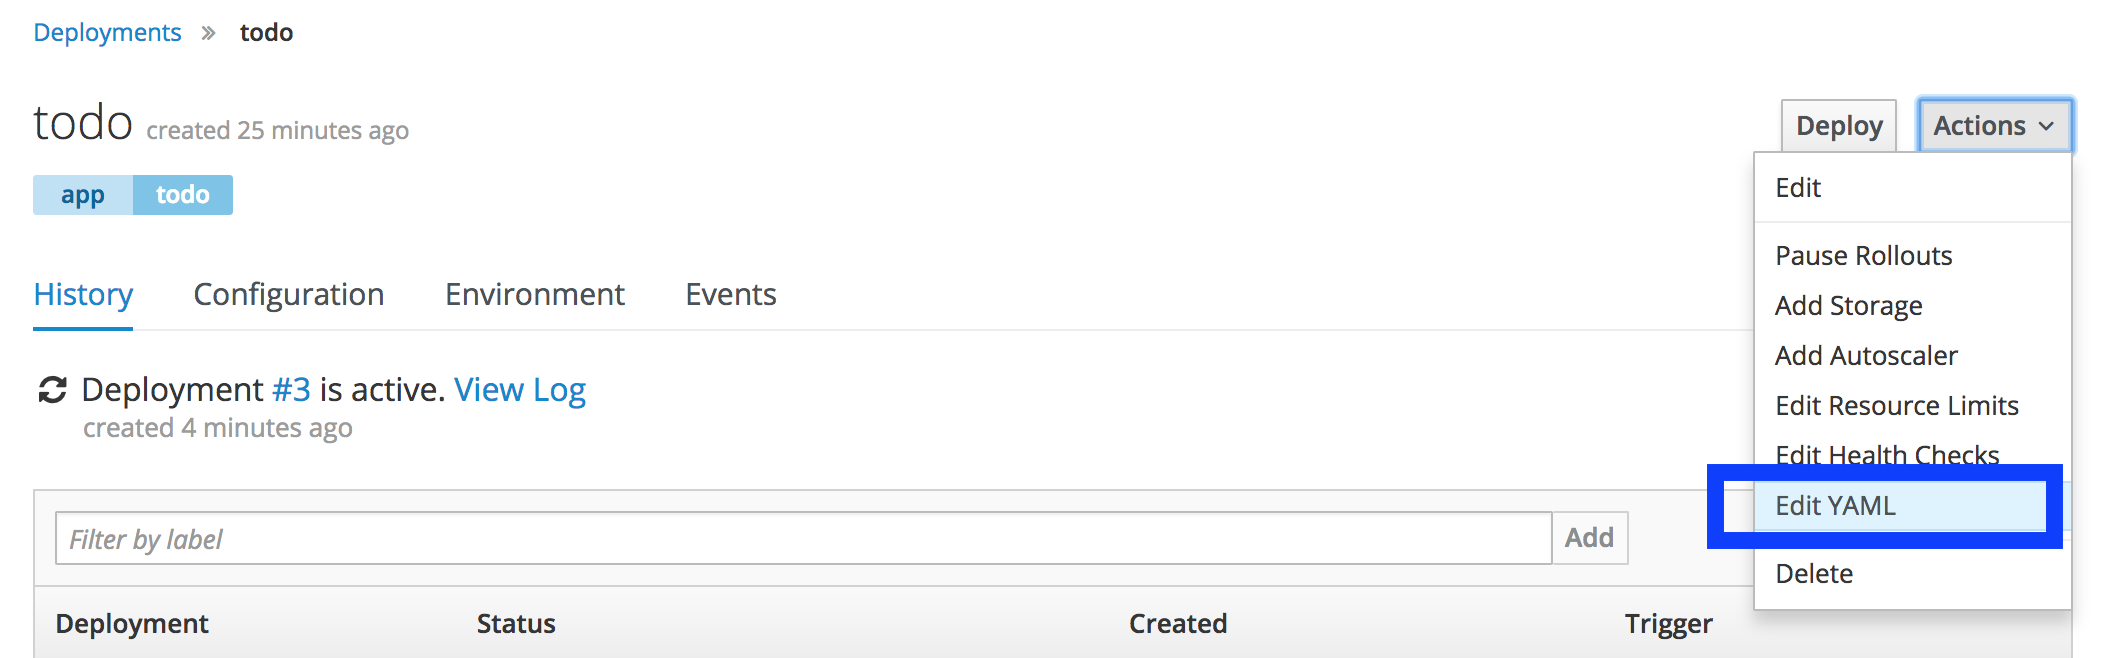 Deployments » todo
todo created 25 minutes ago
Deploy Actions
app todo
Edit
Pause Rollouts
Add Storage
Add Autoscaler
Edit Resource Limits
Edit Health Checks
Edit YAML
Delete
History Configuration Environment Events
Deployment #3 is active. View Log
created 4 minutes ago
Filter by label Add
Deployment Status Created Trigger